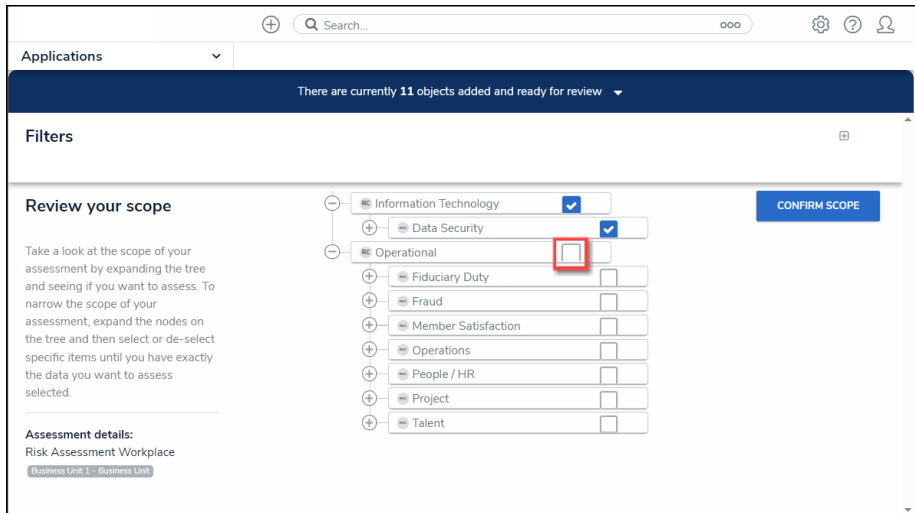 Search...
Applications
There are currently 11 objects added and ready for review
Filters
Review your scope
Take a look at the scope of your
assessment by expanding the tree
and seeing if you want to assess. To
narrow the scope of your
assessment, expand the nodes on
the tree and then select or de-select
specific items until you have exactly
the data you want to assess
selected.
Assessment details:
Risk Assessment Workplace
Business Unit 1 - Business Unit
RC Information Technology
Data Security
RC Operational
Fiduciary Duty
Fraud
Member Satisfaction
Operations
People / HR
Project
Talent
CONFIRM SCOPE